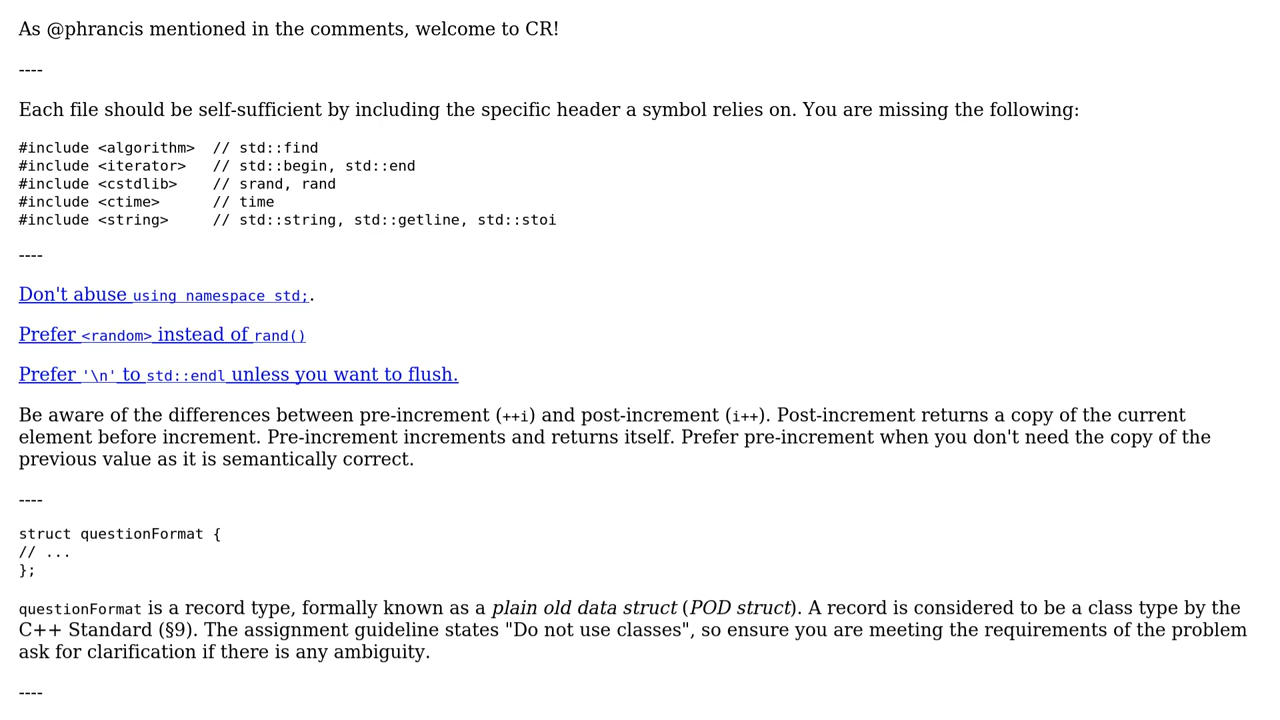 As @phrancis mentioned in the comments, welcome to CR!
----
Each file should be self-sufficient by including the specific header a symbol relies on. You are missing the following:
#include <algorithm>  // std::find
#include <iterator>   // std::begin, std::end
#include <cstdlib>    // srand, rand
#include <ctime>      // time
#include <string>     // std::string, std::getline, std::stoi
----
Don't abuse using namespace std;.
Prefer <random> instead of rand()
Prefer '\n' to std::endl unless you want to flush.
Be aware of the differences between pre-increment (++i) and post-increment (i++). Post-increment returns a copy of the current
element before increment. Pre-increment increments and returns itself. Prefer pre-increment when you don't need the copy of the
previous value as it is semantically correct.
----
struct questionFormat {
// ...
};
questionFormat is a record type, formally known as a plain old data struct (POD struct). A record is considered to be a class type by the
C++ Standard (§9). The assignment guideline states "Do not use classes", so ensure you are meeting the requirements of the problem
ask for clarification if there is any ambiguity.
----